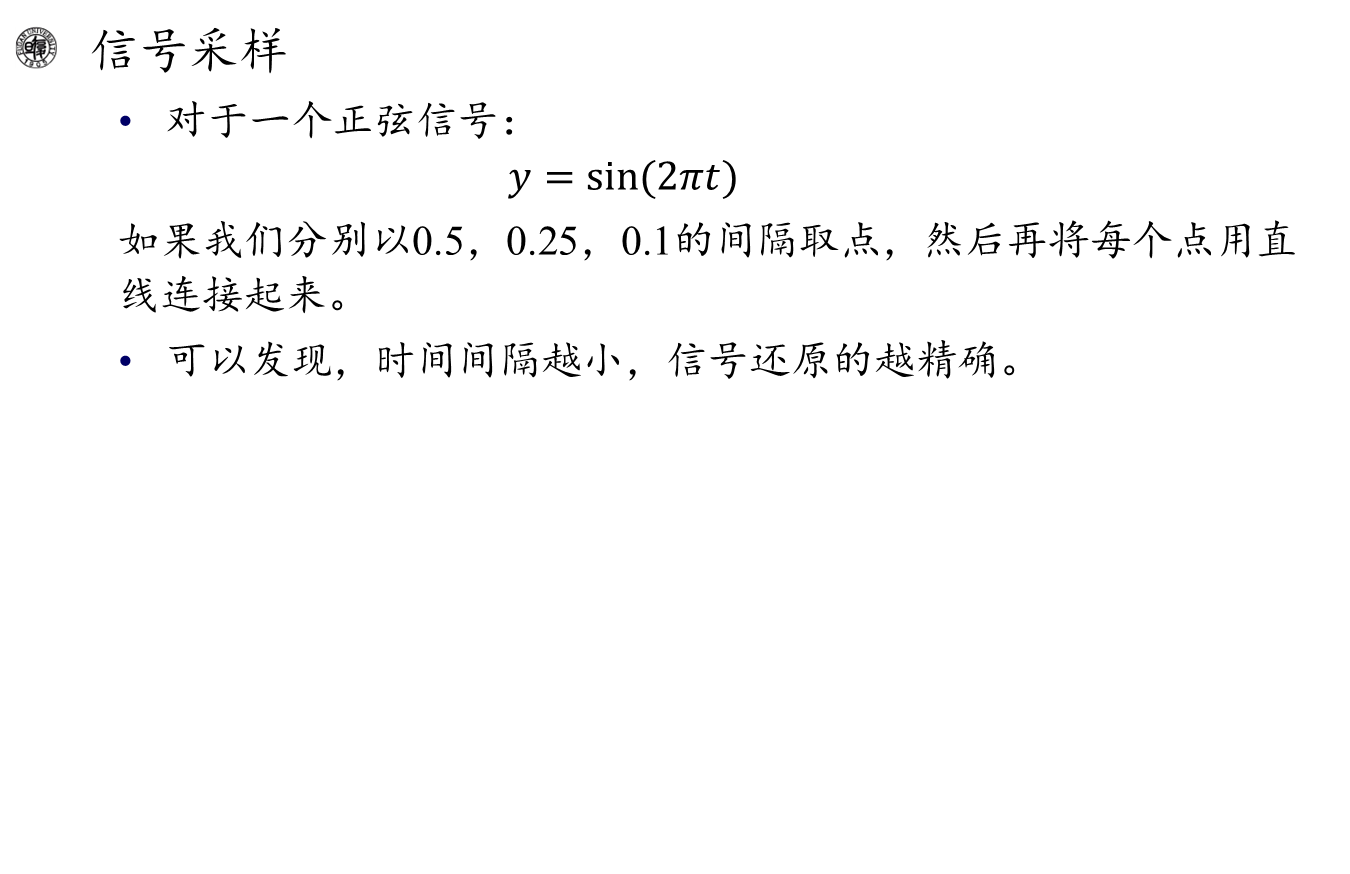 信号采样
• 对于一个正弦信号：
y = sin(2πt)
如果我们分别以0.5，0.25，0.1的间隔取点，然后再将每个点用直
线连接起来。
• 可以发现，时间间隔越小，信号还原的越精确。